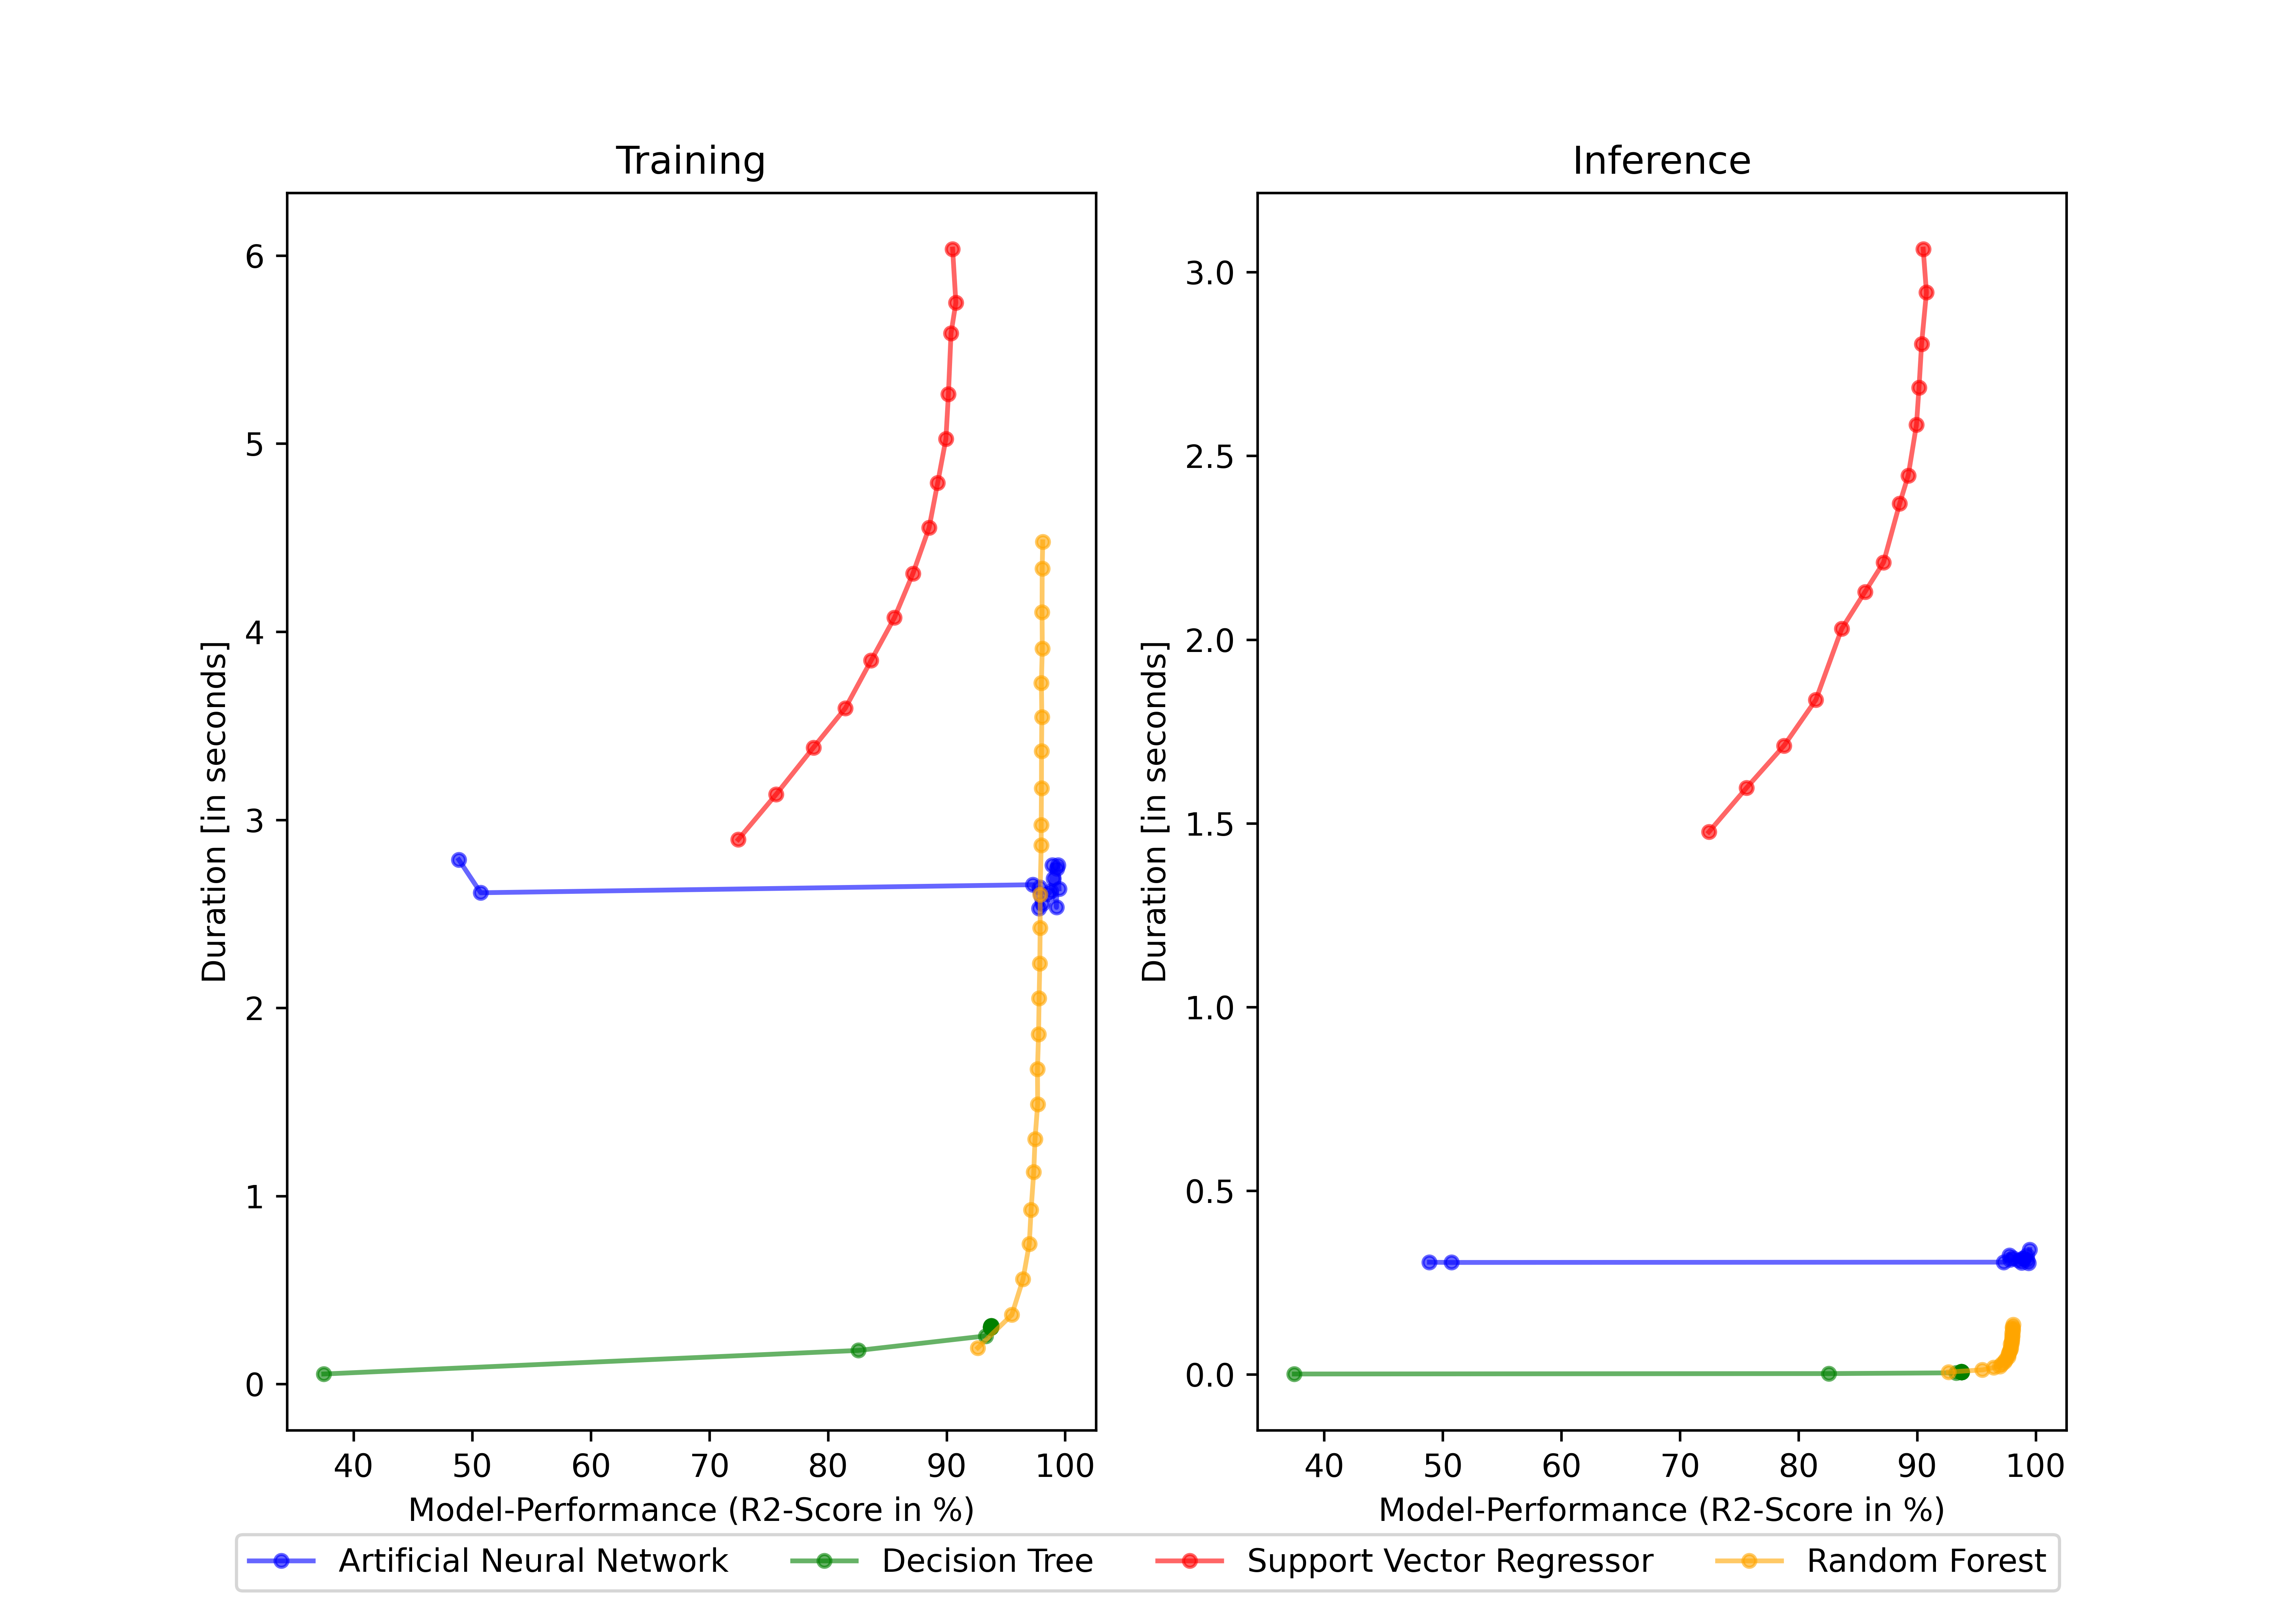 Training
Duration [in seconds]
6
5
4
3
2
1
0
40 50 60 70 80 90 100
Model-Performance (R2-Score in %)
Inference
Duration [in seconds]
3.0
2.5
2.0
1.5
1.0
0.5
0.0
40 50 60 70 80 90 100
Model-Performance (R2-Score in %)
Artificial Neural Network Decision Tree Support Vector Regressor Random Forest